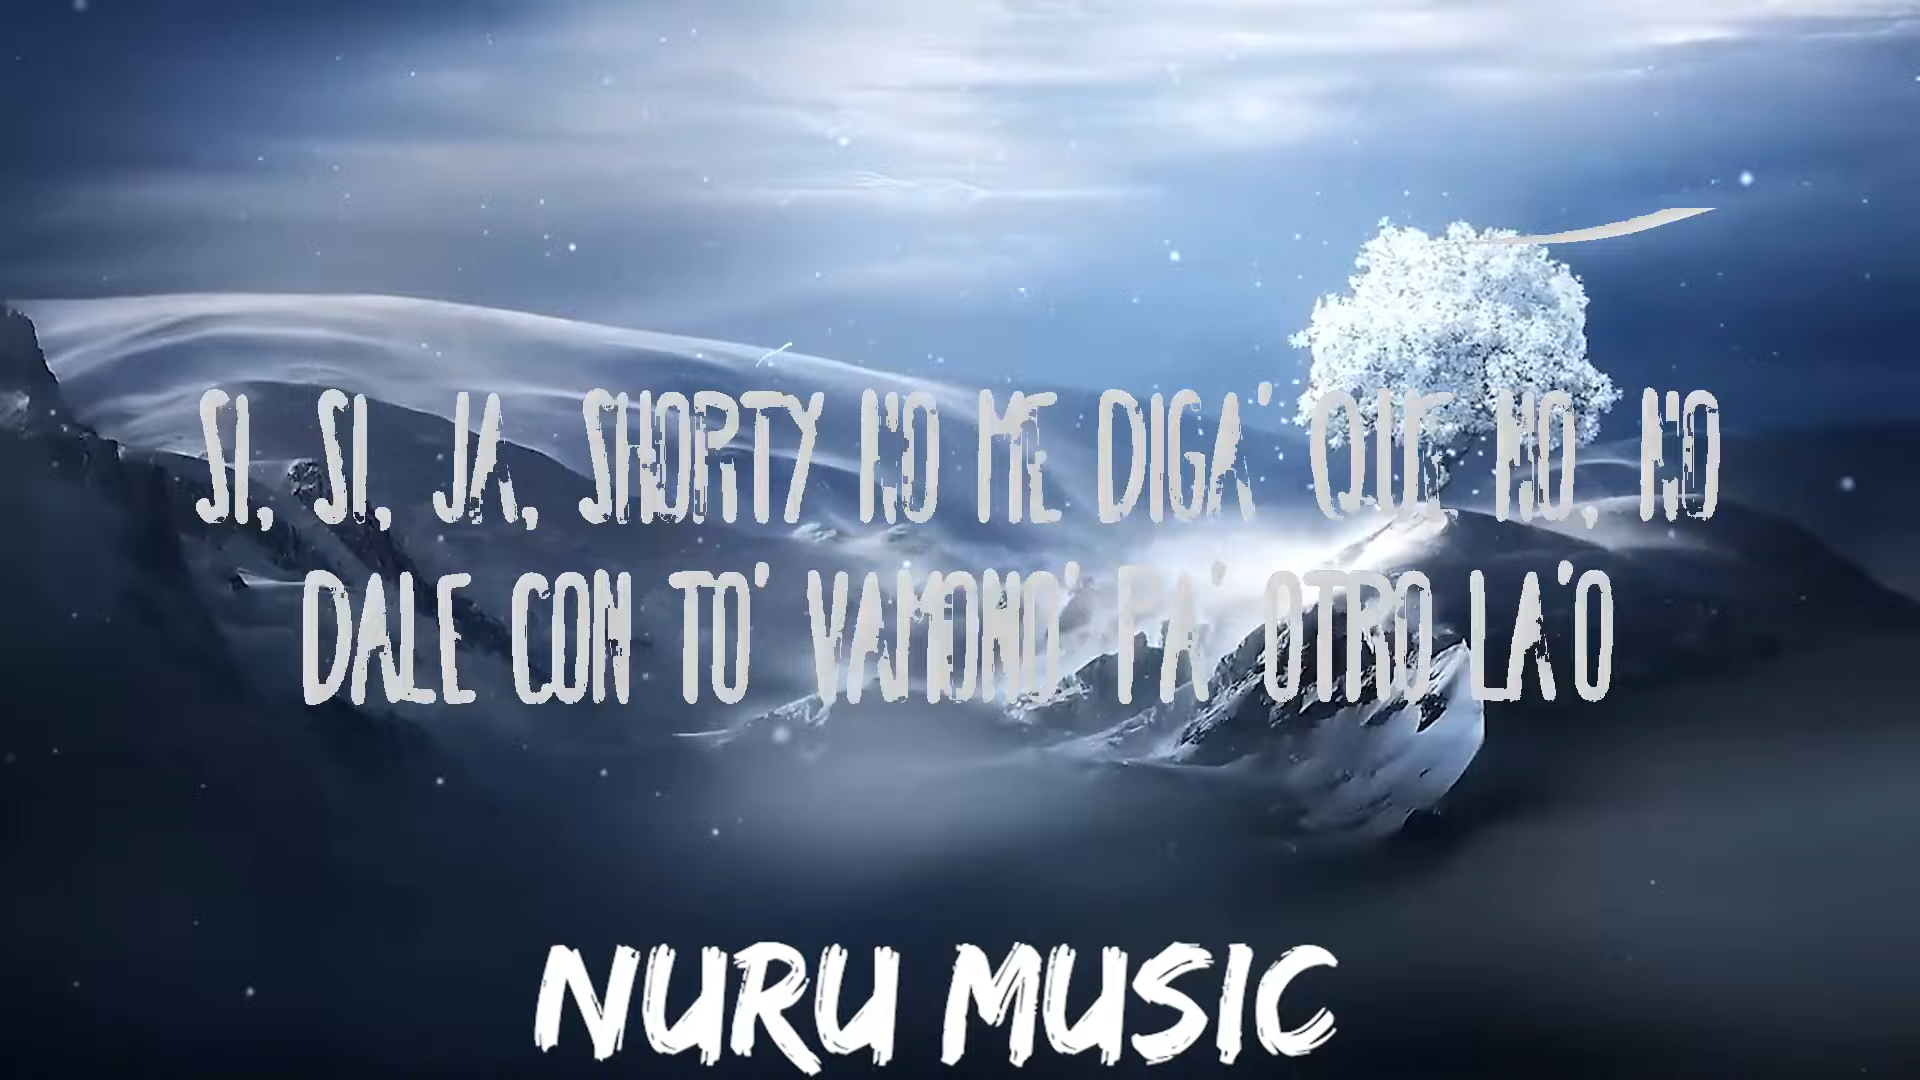 SI, SI, JA, SHORTY NO ME DIGA' QUE NO, NO
DALE CON TO' VAMONO' PA' OTRO LA'O
NURU MUSIC